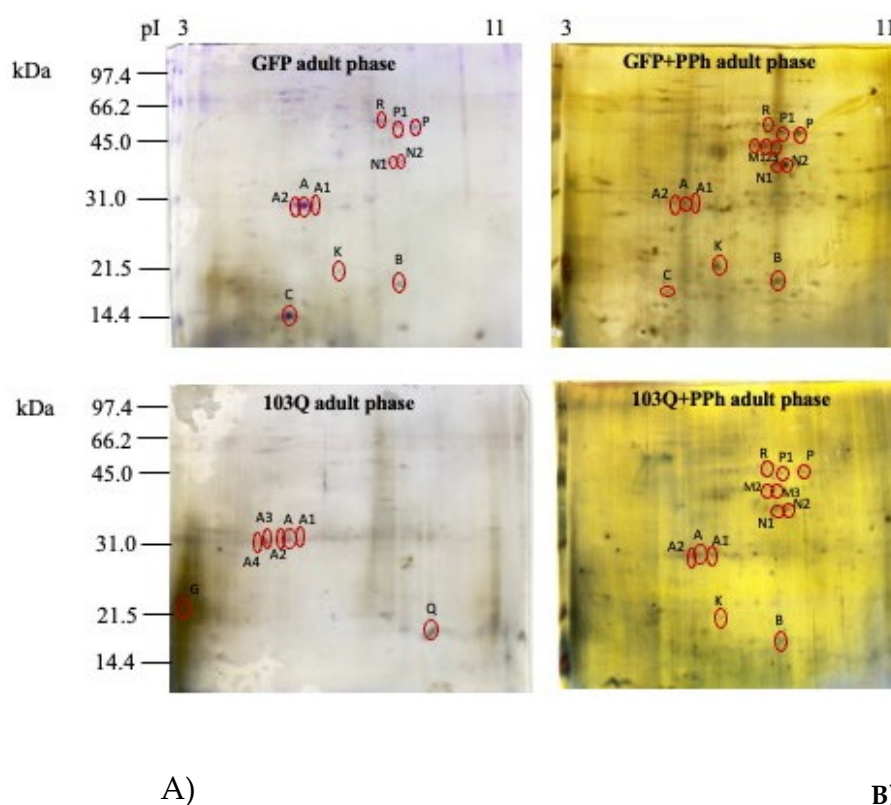 pI 3 11 3 11
kDa
GFP adult phase
GFP+PPh adult phase
97.4
66.2
45.0
31.0
21.5
14.4
R P1 P
N1 N2
A2 A A1
K B
C
R P1 P
M1 2 3 N2
N1
A2 A A1
K B
C
kDa
103Q adult phase
103Q+PPh adult phase
97.4
66.2
45.0
31.0
21.5
14.4
A3 A A1
A4 A2
G
Q
R P1 P
M2 M3
N1 N2
A2 A A1
K
B
A)
B